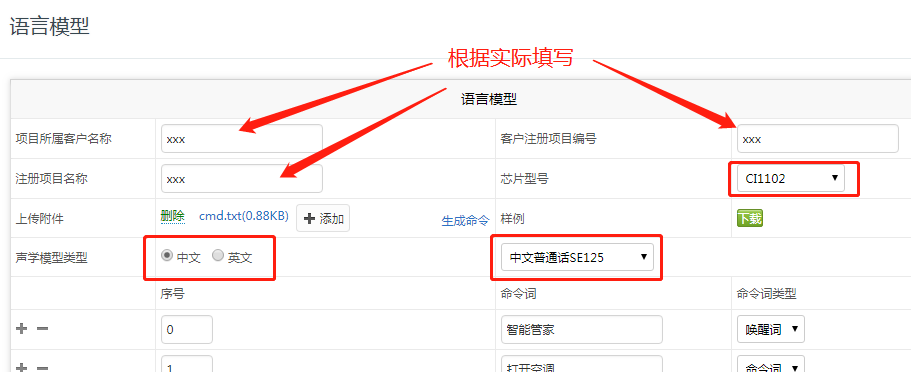 语言模型
根据实际填写
语言模型
项目所属客户名称 xxx 客户注册项目编号 xxx
注册项目名称 xxx 芯片型号 CI1102
上传附件 删除 cmd.txt(0.88KB) 添加 生成命令 样例 下载
声学模型类型 中文 英文 中文普通话SE125
序号 命令词 命令词类型
0 智能管家 唤醒词
1 打开空调 命令词